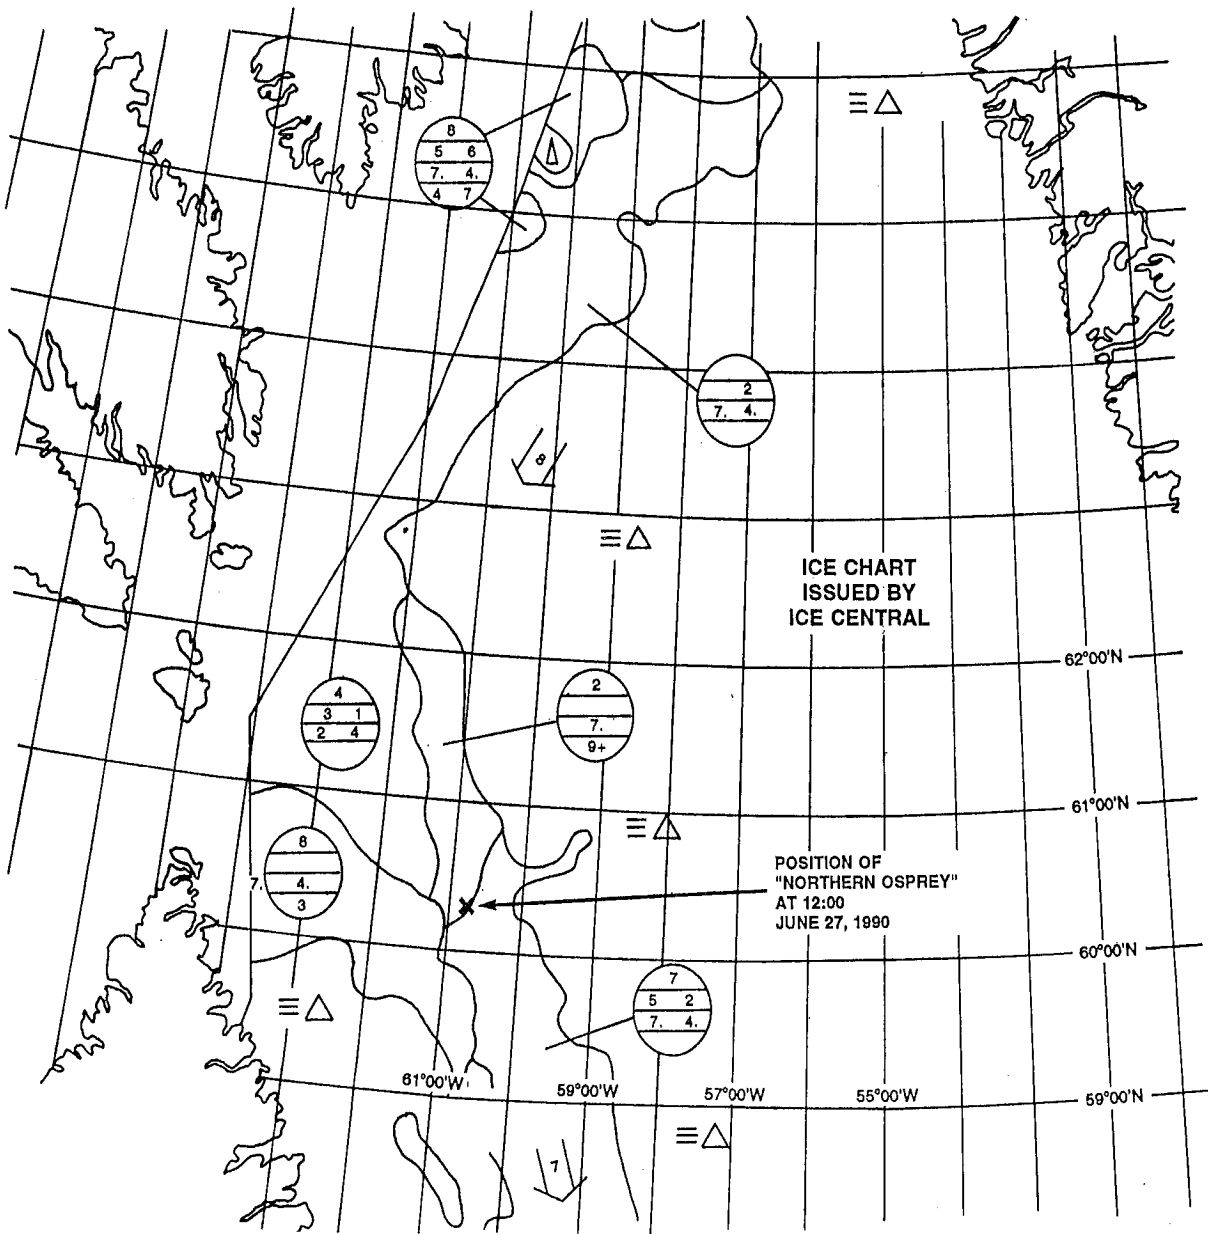 8
5 6
7. 4.
4 7
2
7. 4.
8
ICE CHART
ISSUED BY
ICE CENTRAL
62°00'N
4
3 1
2 4
2
7.
9+
61°00'N
8
7. 4.
3
POSITION OF
"NORTHERN OSPREY"
AT 12:00
JUNE 27, 1990
60°00'N
7
5 2
7. 4.
61°00'W
59°00'W
57°00'W
55°00'W
59°00'N
7